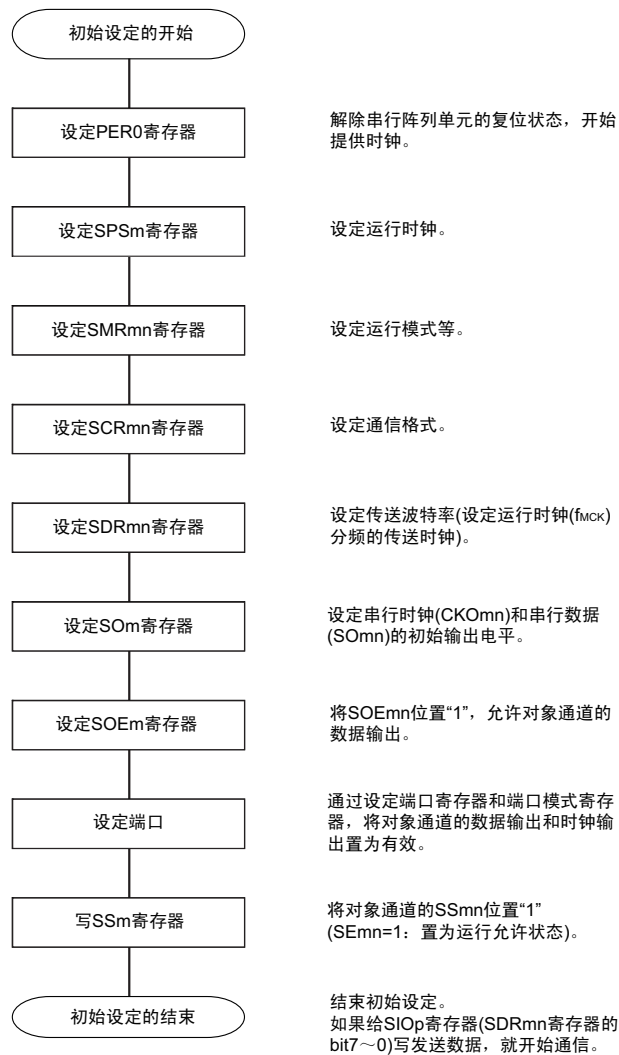 初始设定的开始
设定PER0寄存器
解除串行阵列单元的复位状态，开始
提供时钟。
设定SPSm寄存器
设定运行时钟。
设定SMRmn寄存器
设定运行模式等。
设定SCRmn寄存器
设定通信格式。
设定SDRmn寄存器
设定传送波特率(设定运行时钟(fMCK)
分频的传送时钟)。
设定SOm寄存器
设定串行时钟(CKOmn)和串行数据
(SOmn)的初始输出电平。
设定SOEm寄存器
将SOEmn位置“1”，允许对象通道的
数据输出。
设定端口
通过设定端口寄存器和端口模式寄存
器，将对象通道的数据输出和时钟输
出置为有效。
写SSm寄存器
将对象通道的SSmn位置“1”
(SEmn=1：置为运行允许状态)。
初始设定的结束
结束初始设定。
如果给SIOp寄存器(SDRmn寄存器的
bit7～0)写发送数据，就开始通信。